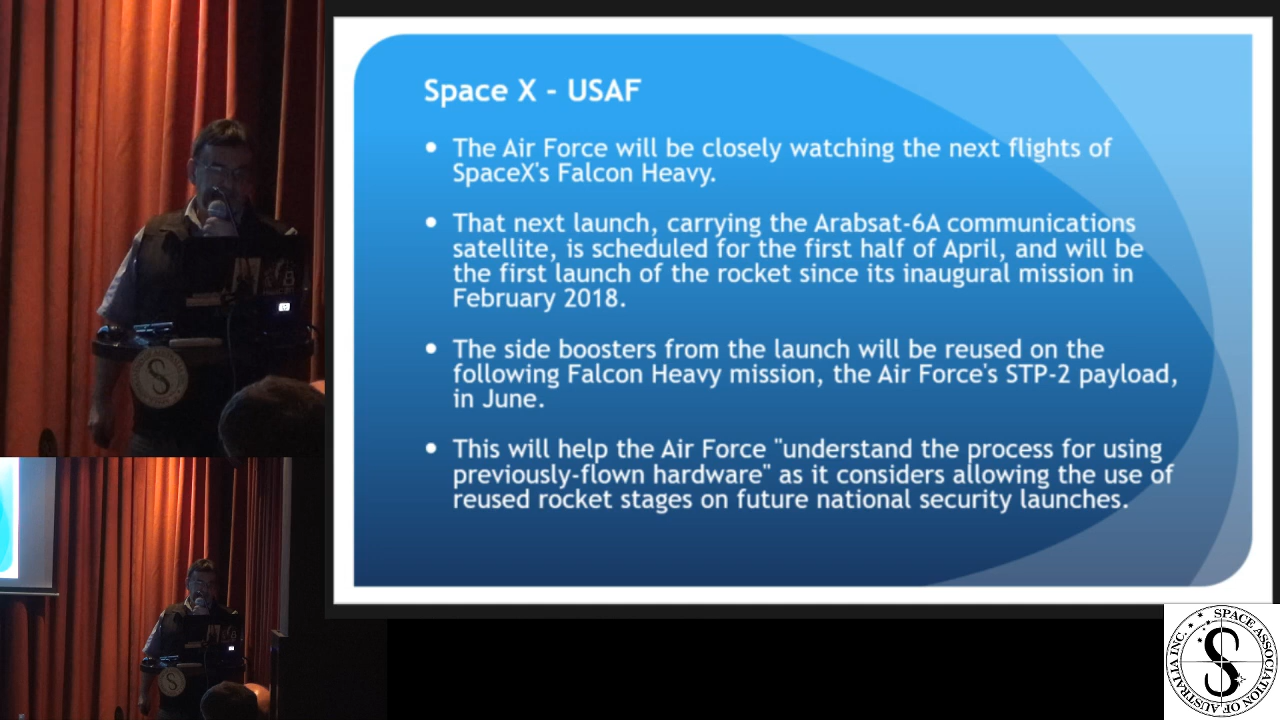 Space X - USAF
• The Air Force will be closely watching the next flights of
SpaceX's Falcon Heavy.
• That next launch, carrying the Arabsat-6A communications
satellite, is scheduled for the first half of April, and will be
the first launch of the rocket since its inaugural mission in
February 2018.
• The side boosters from the launch will be reused on the
following Falcon Heavy mission, the Air Force's STP-2 payload,
in June.
• This will help the Air Force "understand the process for using
previously-flown hardware" as it considers allowing the use of
reused rocket stages on future national security launches.
SPACE ASSOCIATION OF AUSTRALIA INC.
S